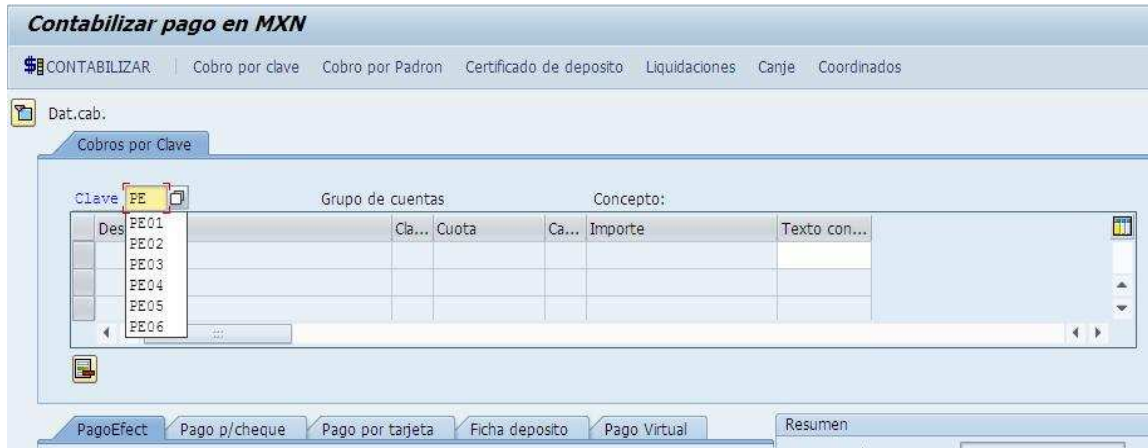 Contabilizar pago en MXN
CONTABILIZAR Cobro por clave Cobro por Padron Certificado de deposito Liquidaciones Canje Coordinados
Dat.cab.
Cobros por Clave
Clave PE Grupo de cuentas Concepto:
Des Cla... Cuota Ca... Importe Texto con...
PE01
PE02
PE03
PE04
PE05
PE06
PagoEfect Pago p/cheque Pago por tarjeta Ficha deposito Pago Virtual Resumen